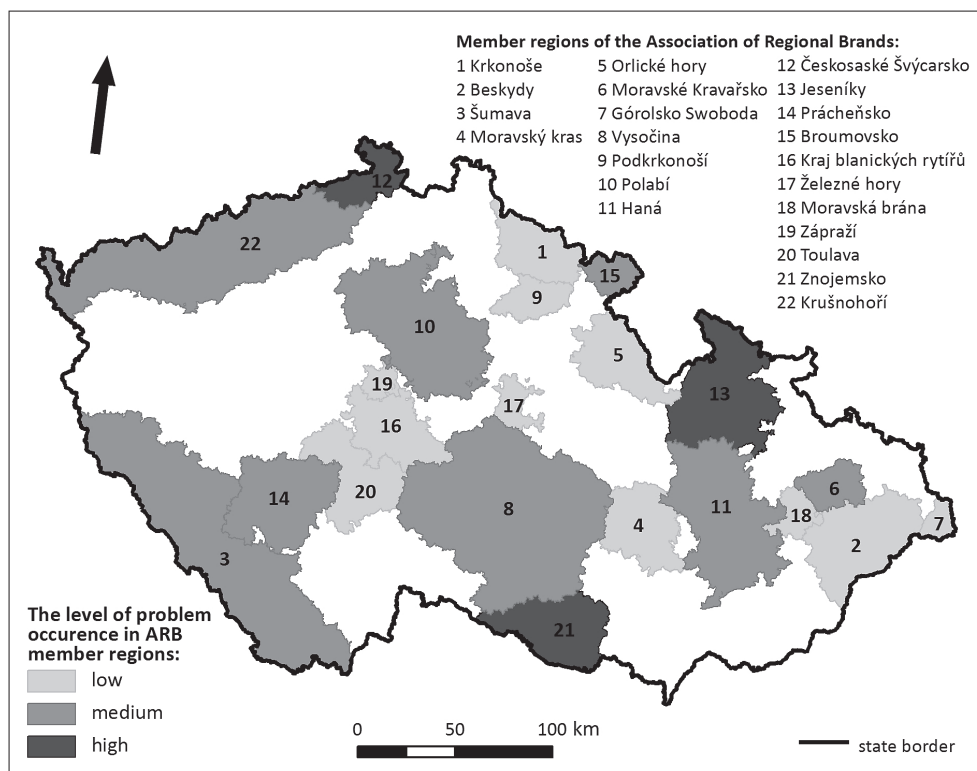 Member regions of the Association of Regional Brands:
1 Krkonoše
2 Beskydy
3 Šumava
4 Moravský kras
5 Orlické hory
6 Moravské Kravařsko
7 Górolsko Swoboda
8 Vysočina
9 Podkrkonoší
10 Polabí
11 Haná
12 Českosaské Švýcarsko
13 Jeseníky
14 Prácheňsko
15 Broumovsko
16 Kraj blanických rytířů
17 Železné hory
18 Moravská brána
19 Zápraží
20 Toulava
21 Znojemsko
22 Krušnohoří
12
22
1
15
9
10
5
19
13
17
16
14
20
8
4
11
6
18
7
2
3
21
The level of problem
occurence in ARB
member regions:
low
medium
high
0 50 100 km
state border